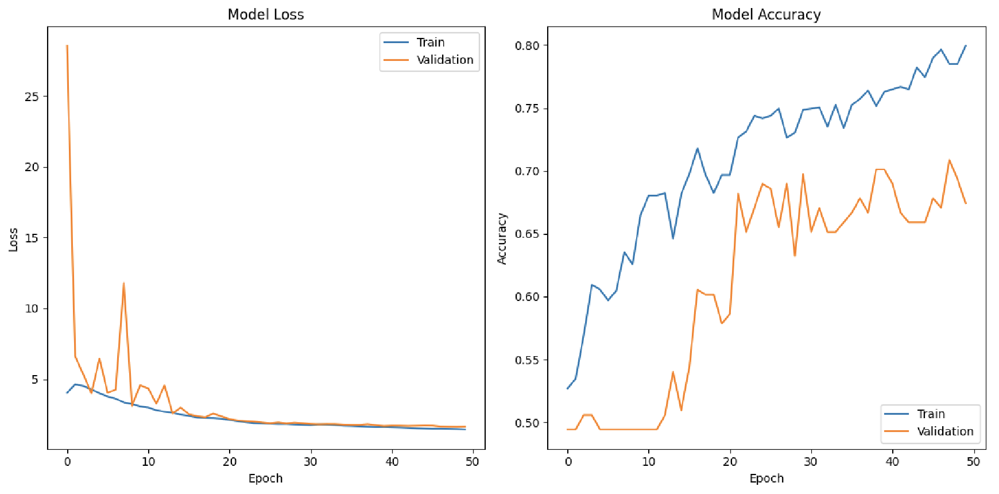 Model Loss
Train
Validation
25
20
15
10
5
Loss
0
10
20
30
40
50
Epoch
Model Accuracy
0.80
0.75
0.70
0.65
0.60
0.55
0.50
Accuracy
Train
Validation
0
10
20
30
40
50
Epoch